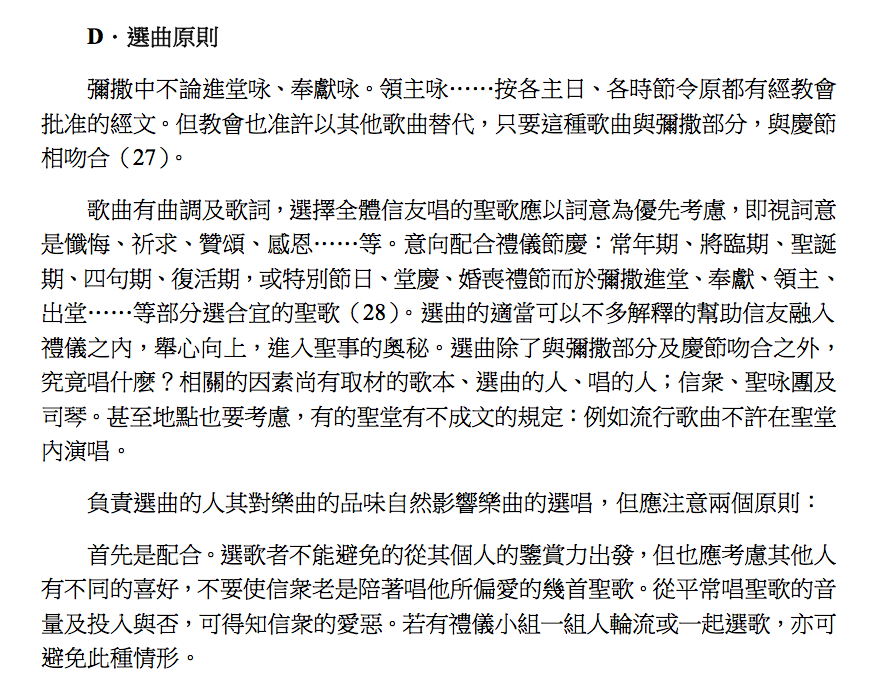 D．選曲原則
彌撒中不論進堂咏、奉獻咏。領主咏⋯⋯按各主日、各時節令原都有經教會
批准的經文。但教會也准許以其他歌曲替代，只要這種歌曲與彌撒部分，與慶節
相吻合（27）。
歌曲有曲調及歌詞，選擇全體信友唱的聖歌應以詞意為優先考慮，即視詞意
是懺悔、祈求、贊頌、感恩⋯⋯等。意向配合禮儀節慶：常年期、將臨期、聖誕
期、四旬期、復活期，或特別節日、堂慶、婚喪禮節而於彌撒進堂、奉獻、領主、
出堂⋯⋯等部分選合宜的聖歌（28）。選曲的適當可以不多解釋的幫助信友融入
禮儀之內，舉心向上，進入聖事的奧秘。選曲除了與彌撒部分及慶節吻合之外，
究竟唱什麽？相關的因素尚有取材的歌本、選曲的人、唱的人；信衆、聖咏團及
司琴。甚至地點也要考慮，有的聖堂有不成文的規定：例如流行歌曲不許在聖堂
內演唱。
負責選曲的人其對樂曲的品味自然影響樂曲的選唱，但應注意兩個原則：
首先是配合。選歌者不能避免的從其個人的鑒賞力出發，但也應考慮其他人
有不同的喜好，不要使信衆老是陪著唱他所偏愛的幾首聖歌。從平常唱聖歌的音
量及投入與否，可得知信衆的愛惡。若有禮儀小組一組人輪流或一起選歌，亦可
避免此種情形。